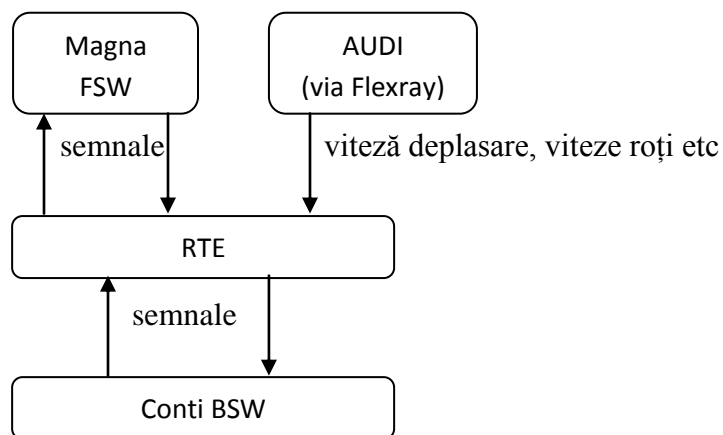 Magna
FSW
AUDI
(via Flexray)
semnale
viteză deplasare, viteze roți etc
RTE
semnale
Conti BSW